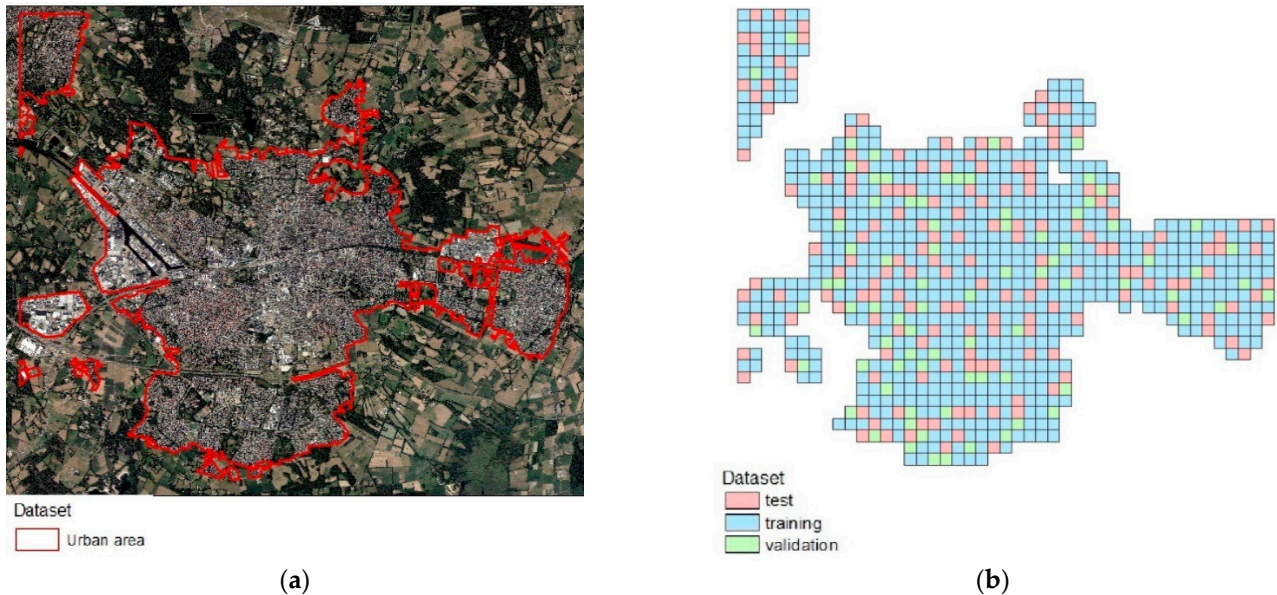 Dataset
Urban area
(a)
Dataset
test
training
validation
(b)